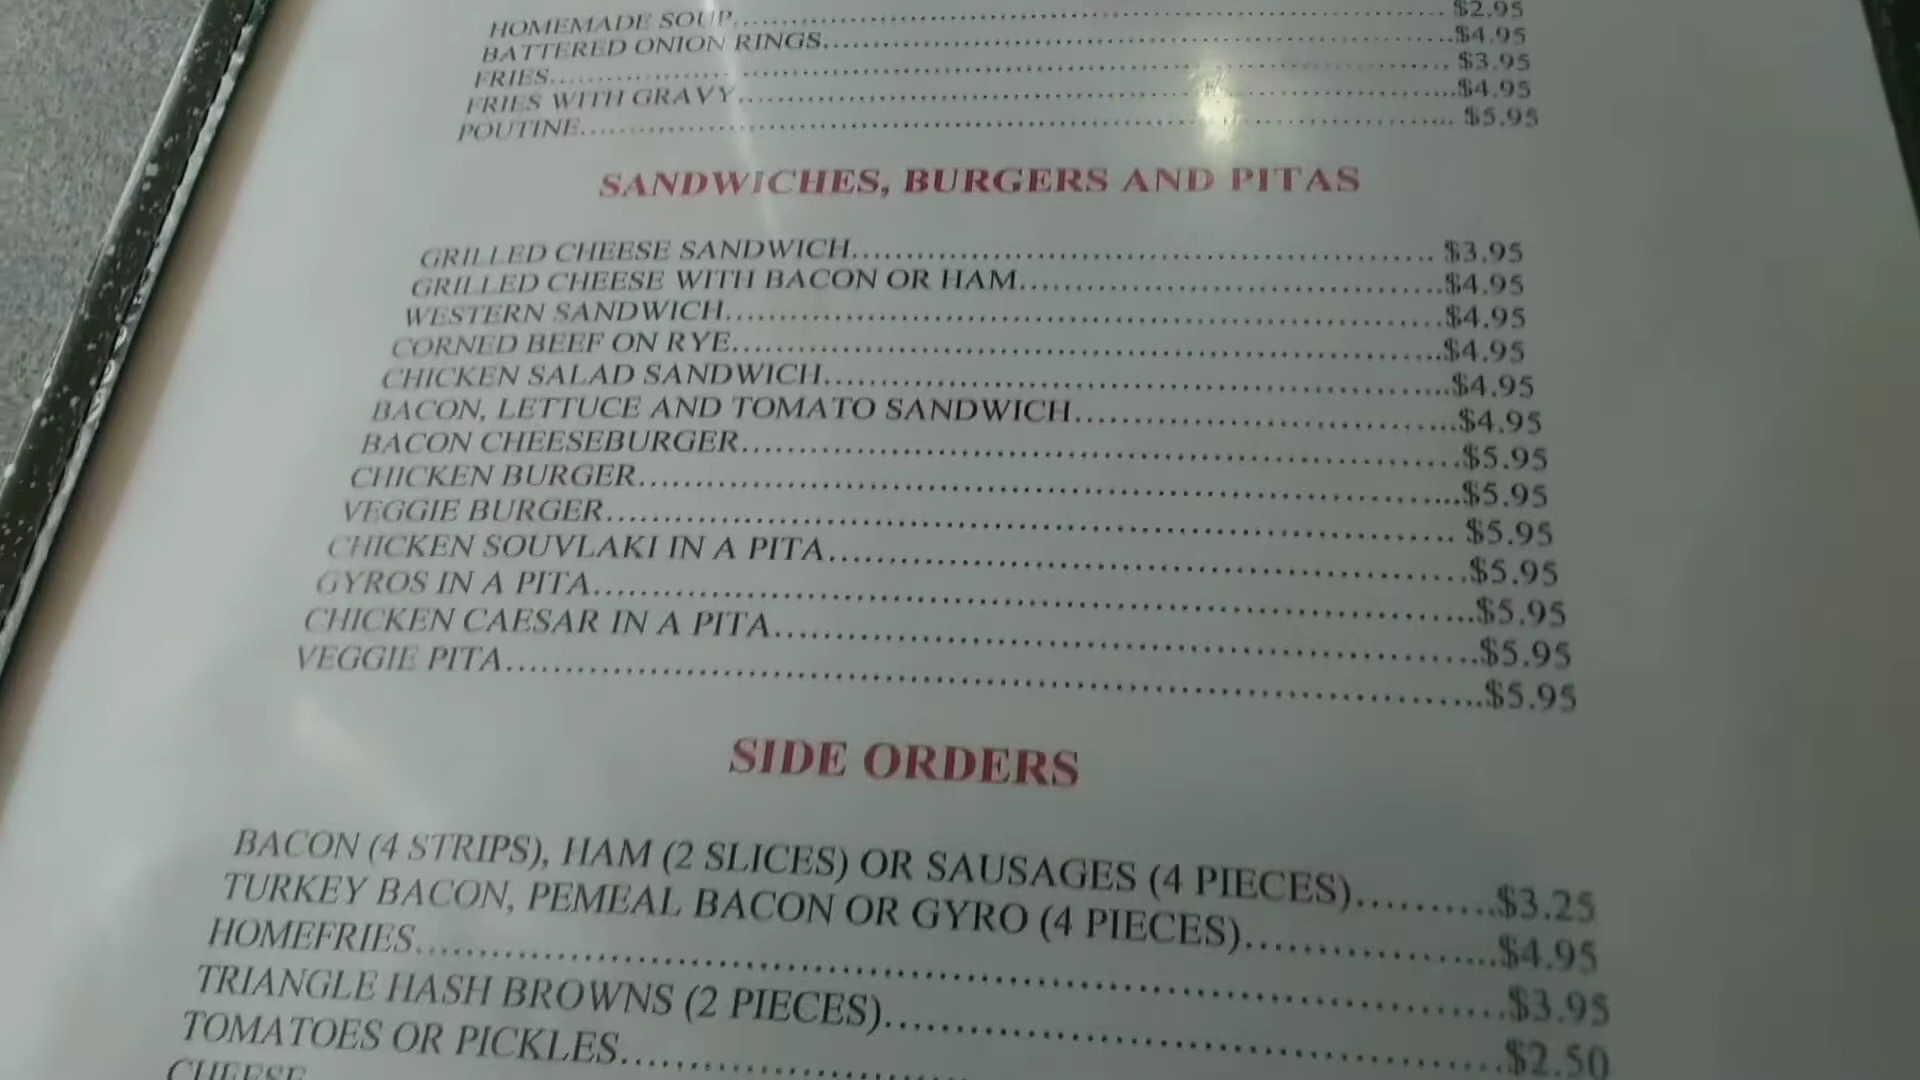 HOMEMADE SOUP.......... $2.95
BATTERED ONION RINGS.......... $4.95
FRIES.......... $3.95
FRIES WITH GRAVY.......... $4.95
POUTINE.......... $5.95
SANDWICHES, BURGERS AND PITAS
GRILLED CHEESE SANDWICH.......... $3.95
GRILLED CHEESE WITH BACON OR HAM.......... $4.95
WESTERN SANDWICH.......... $4.95
CORNED BEEF ON RYE.......... $4.95
CHICKEN SALAD SANDWICH.......... $4.95
BACON, LETTUCE AND TOMATO SANDWICH.......... $4.95
BACON CHEESEBURGER.......... $5.95
CHICKEN BURGER.......... $5.95
VEGGIE BURGER.......... $5.95
CHICKEN SOUVLAKI IN A PITA.......... $5.95
GYROS IN A PITA.......... $5.95
CHICKEN CAESAR IN A PITA.......... $5.95
VEGGIE PITA.......... $5.95
SIDE ORDERS
BACON (4 STRIPS), HAM (2 SLICES) OR SAUSAGES (4 PIECES).......... $3.25
TURKEY BACON, PEMEAL BACON OR GYRO (4 PIECES).......... $4.95
HOMEFRIES.......... $3.95
TRIANGLE HASH BROWNS (2 PIECES).......... $2.50
TOMATOES OR PICKLES..........
CHEESE